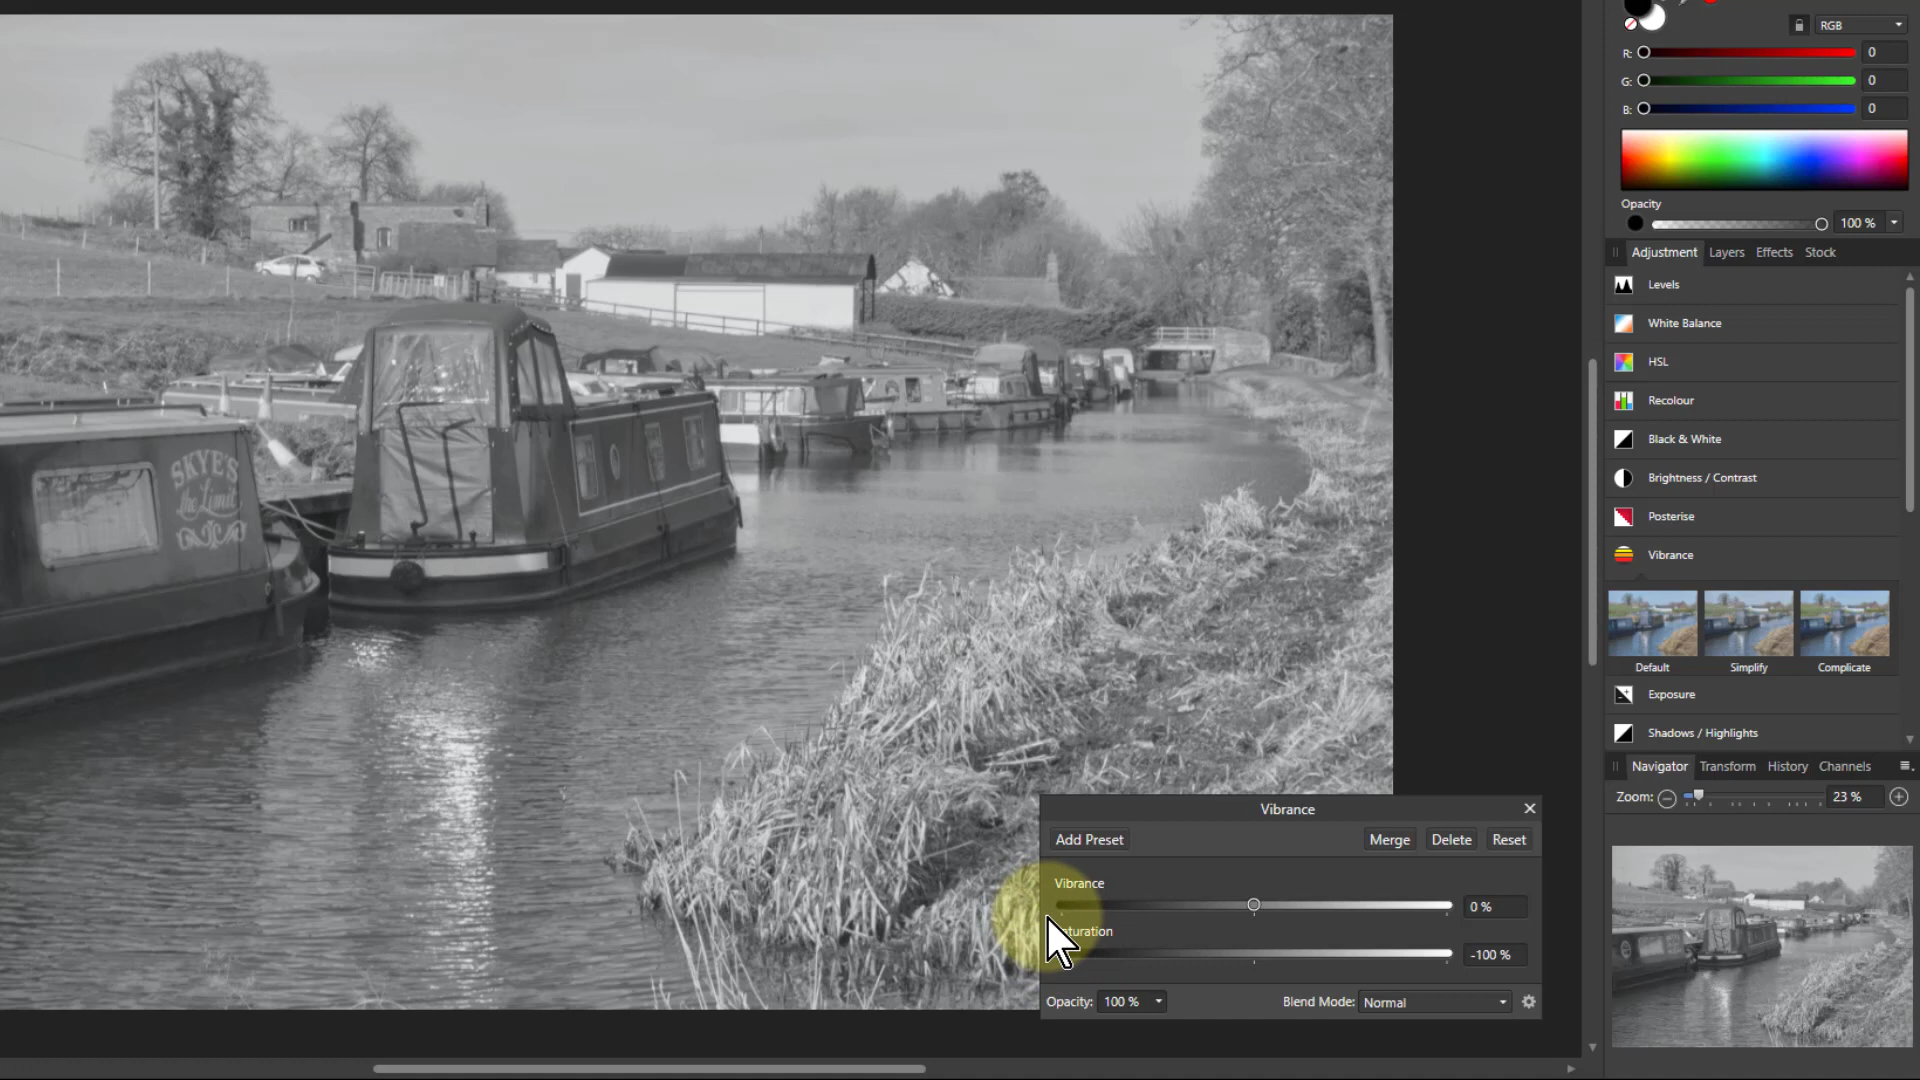 RGB
R: 0
G: 0
B: 0
Opacity
100 %
Adjustment Layers Effects Stock
Levels
White Balance
HSL
Recolour
Black & White
Brightness / Contrast
Posterise
Vibrance
Default Simplify Complicate
Exposure
Shadows / Highlights
Navigator Transform History Channels
Zoom: 23 %
SKYE'S
the Limit
Vibrance
Add Preset Merge Delete Reset
Vibrance
0 %
turation
-100 %
Opacity: 100 % Blend Mode: Normal